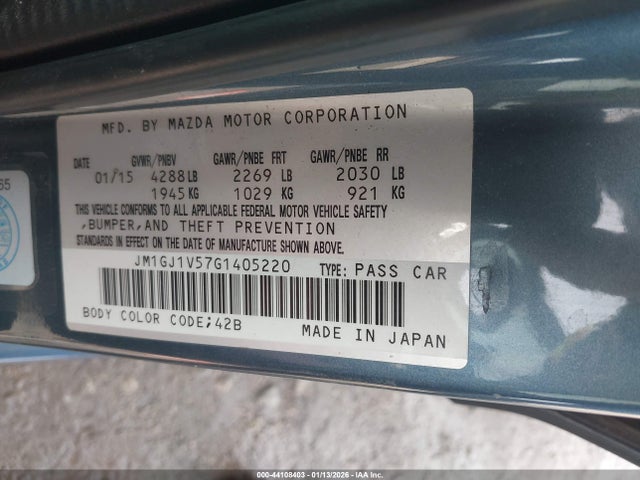 MFD. BY MAZDA MOTOR CORPORATION
DATE GVWR/PNBV GAWR/PNBE FRT GAWR/PNBE RR
01/15 4288 LB 2269 LB 2030 LB
1945 KG 1029 KG 921 KG
THIS VEHICLE CONFORMS TO ALL APPLICABLE FEDERAL MOTOR VEHICLE SAFETY
,BUMPER,AND THEFT PREVENTION
STANDARDS IN EFFECT ON THE DATE OF MANUFACTURE SHOWN ABOVE.
JM1GJ1V57G1405220 TYPE: PASS CAR
BODY COLOR CODE;42B MADE IN JAPAN
000-44108403 - 01/13/2026 - IAA Inc.